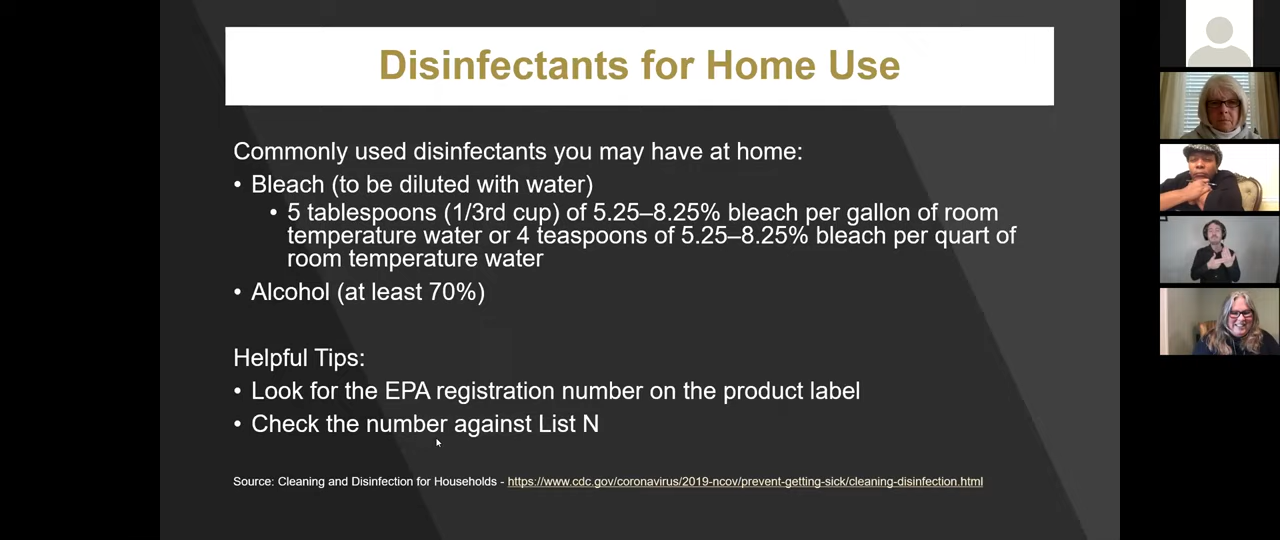 Disinfectants for Home Use
Commonly used disinfectants you may have at home:
• Bleach (to be diluted with water)
• 5 tablespoons (1/3rd cup) of 5.25–8.25% bleach per gallon of room
temperature water or 4 teaspoons of 5.25–8.25% bleach per quart of
room temperature water
• Alcohol (at least 70%)
Helpful Tips:
• Look for the EPA registration number on the product label
• Check the number against List N
Source: Cleaning and Disinfection for Households - https://www.cdc.gov/coronavirus/2019-ncov/prevent-getting-sick/cleaning-disinfection.html